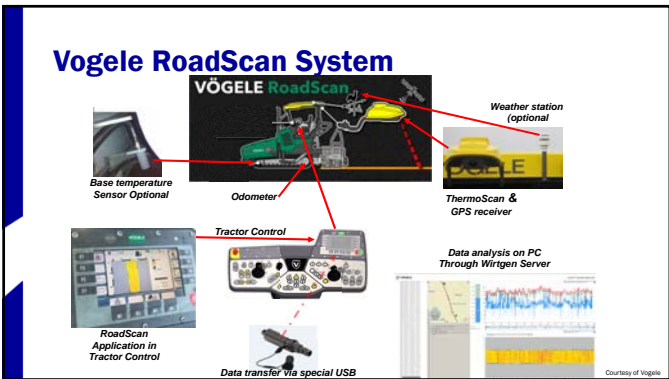 Vogele RoadScan System
VÖGELE RoadScan
Weather station
(optional
Base temperature
Sensor Optional
Odometer
ThermoScan &
GPS receiver
Tractor Control
Data analysis on PC
Through Wirtgen Server
RoadScan
Application in
Tractor Control
Data transfer via special USB
Courtesy of Vogele